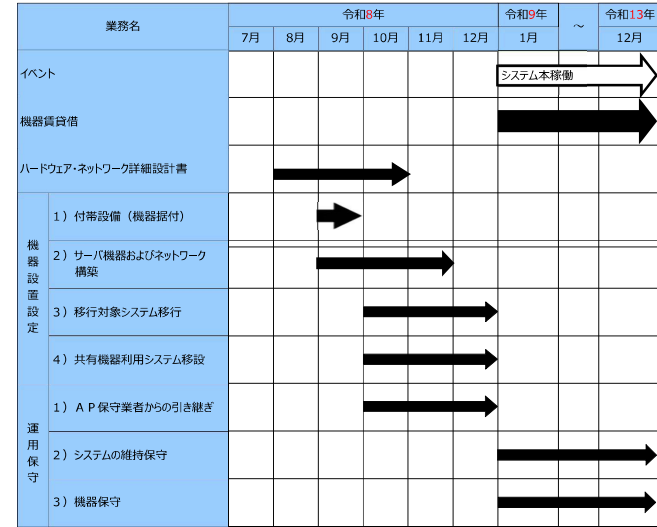 業務名
令和8年
令和9年
～
令和13年
7月
8月
9月
10月
11月
12月
1月
12月
イベント
システム本稼働
機器賃貸借
ハードウェア・ネットワーク詳細設計書
機器設置設定
1）付帯設備（機器据付）
2）サーバ機器およびネットワーク
構築
3）移行対象システム移行
4）共有機器利用システム移設
運用保守
1）ＡＰ保守業者からの引き継ぎ
2）システムの維持保守
3）機器保守